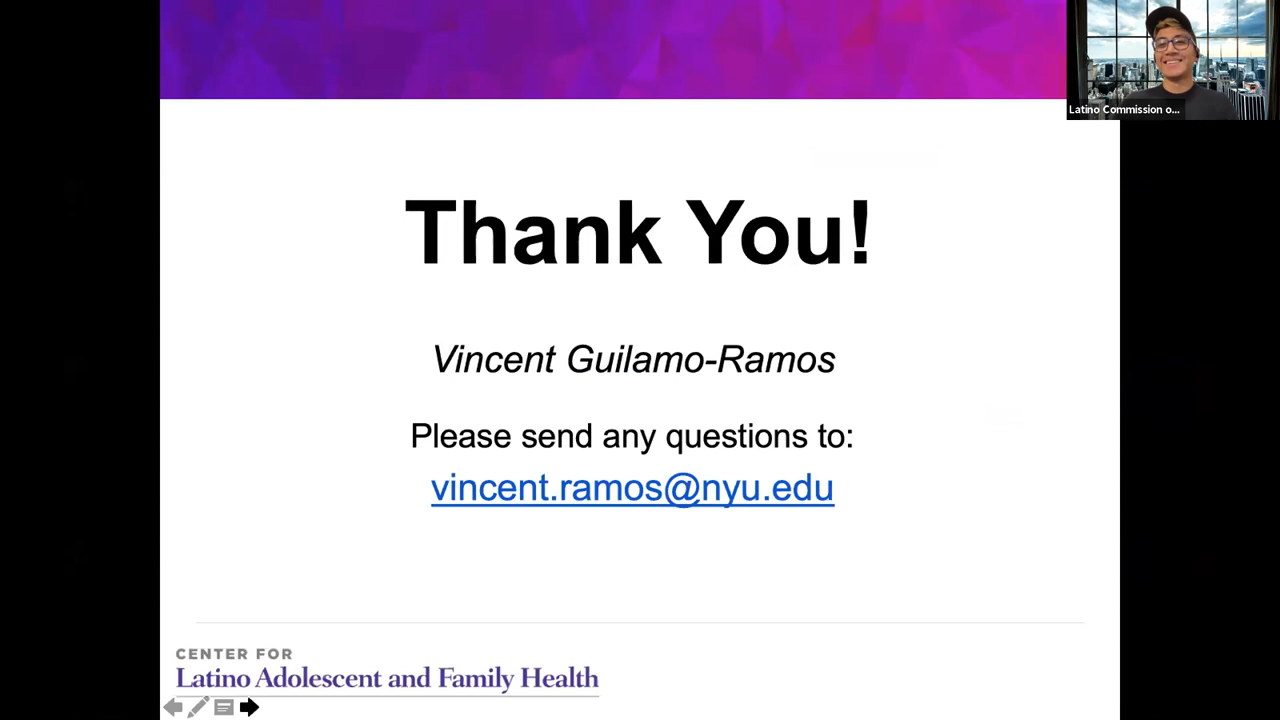 Latino Commission o...
Thank You!
Vincent Guilamo-Ramos
Please send any questions to:
vincent.ramos@nyu.edu
CENTER FOR
Latino Adolescent and Family Health